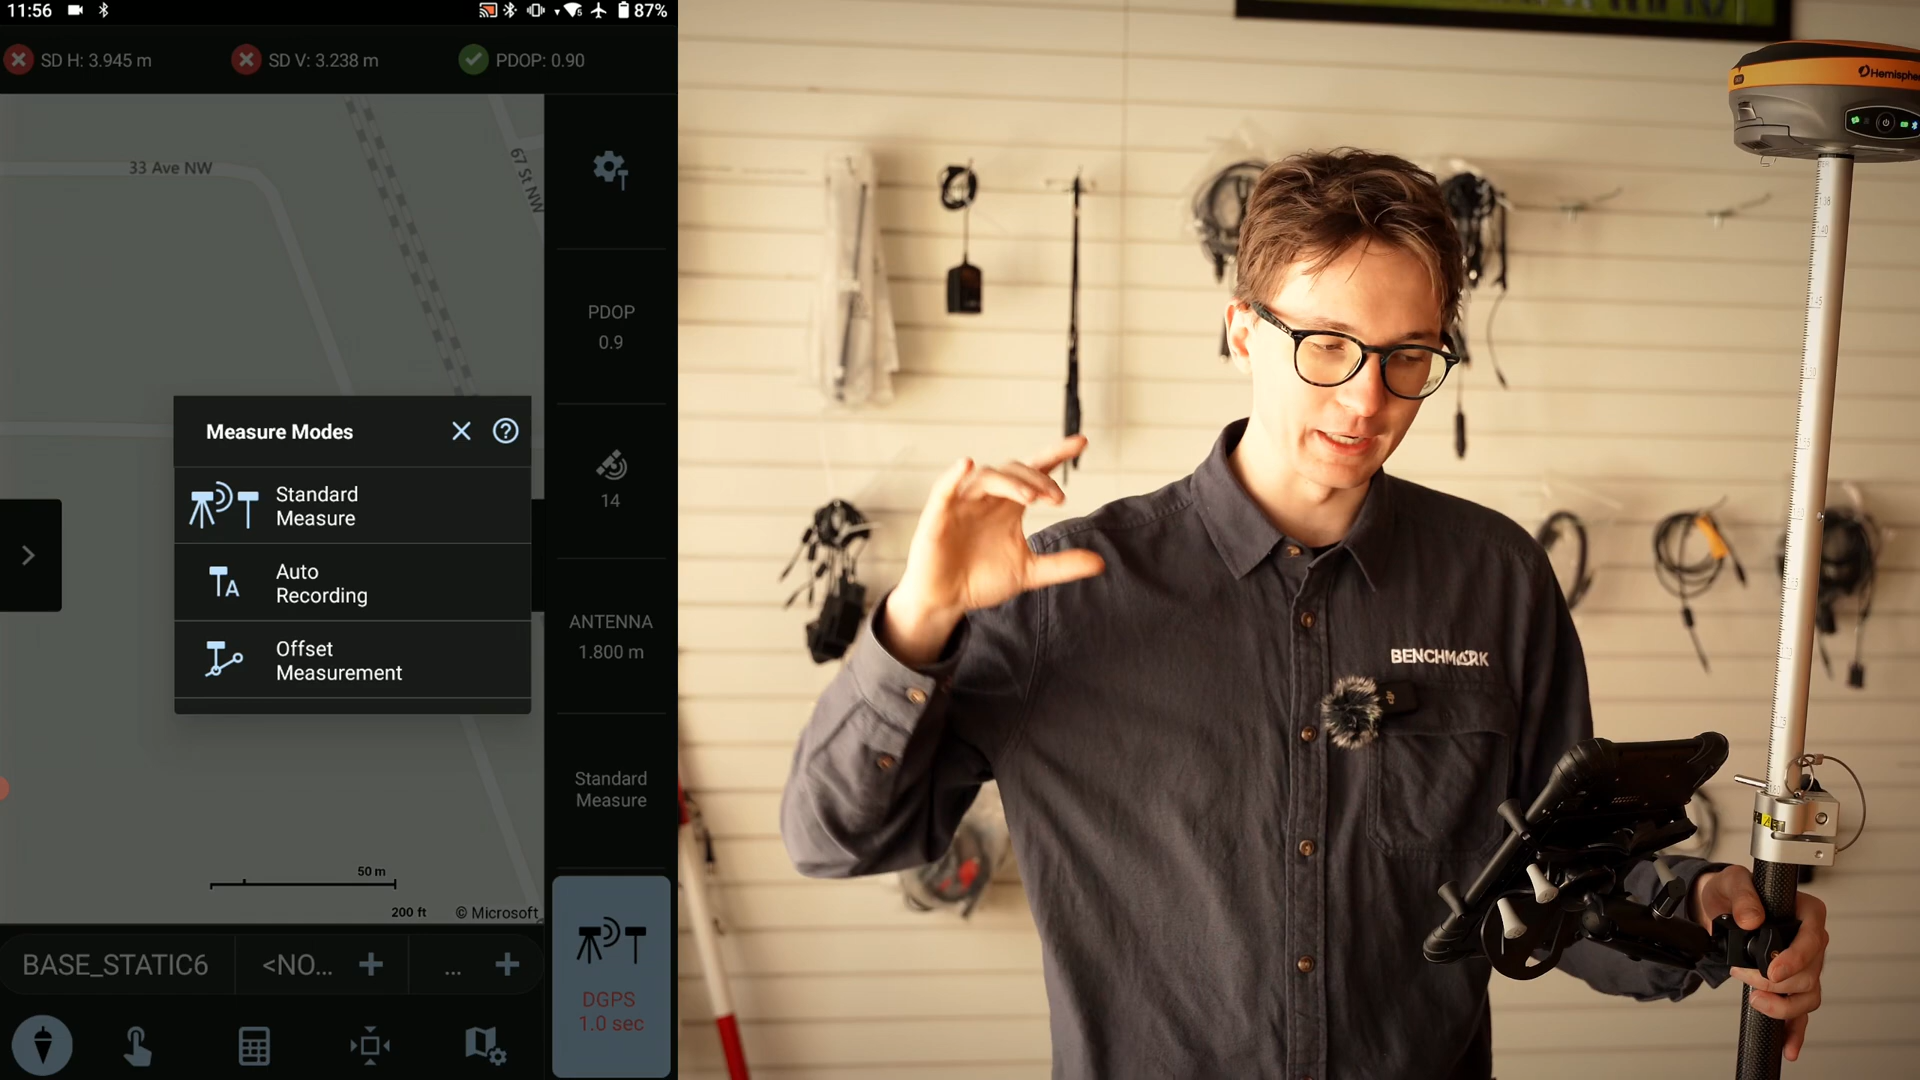 11:56
87%
SD H: 3.945 m
SD V: 3.238 m
PDOP: 0.90
33 Ave NW
67 St NW
PDOP
0.9
14
ANTENNA
1.800 m
Standard
Measure
Measure Modes
Standard
Measure
Auto
Recording
Offset
Measurement
50 m
200 ft
© Microsoft
BASE_STATIC6
<NO...
...
DGPS
1.0 sec
BENCHMARK